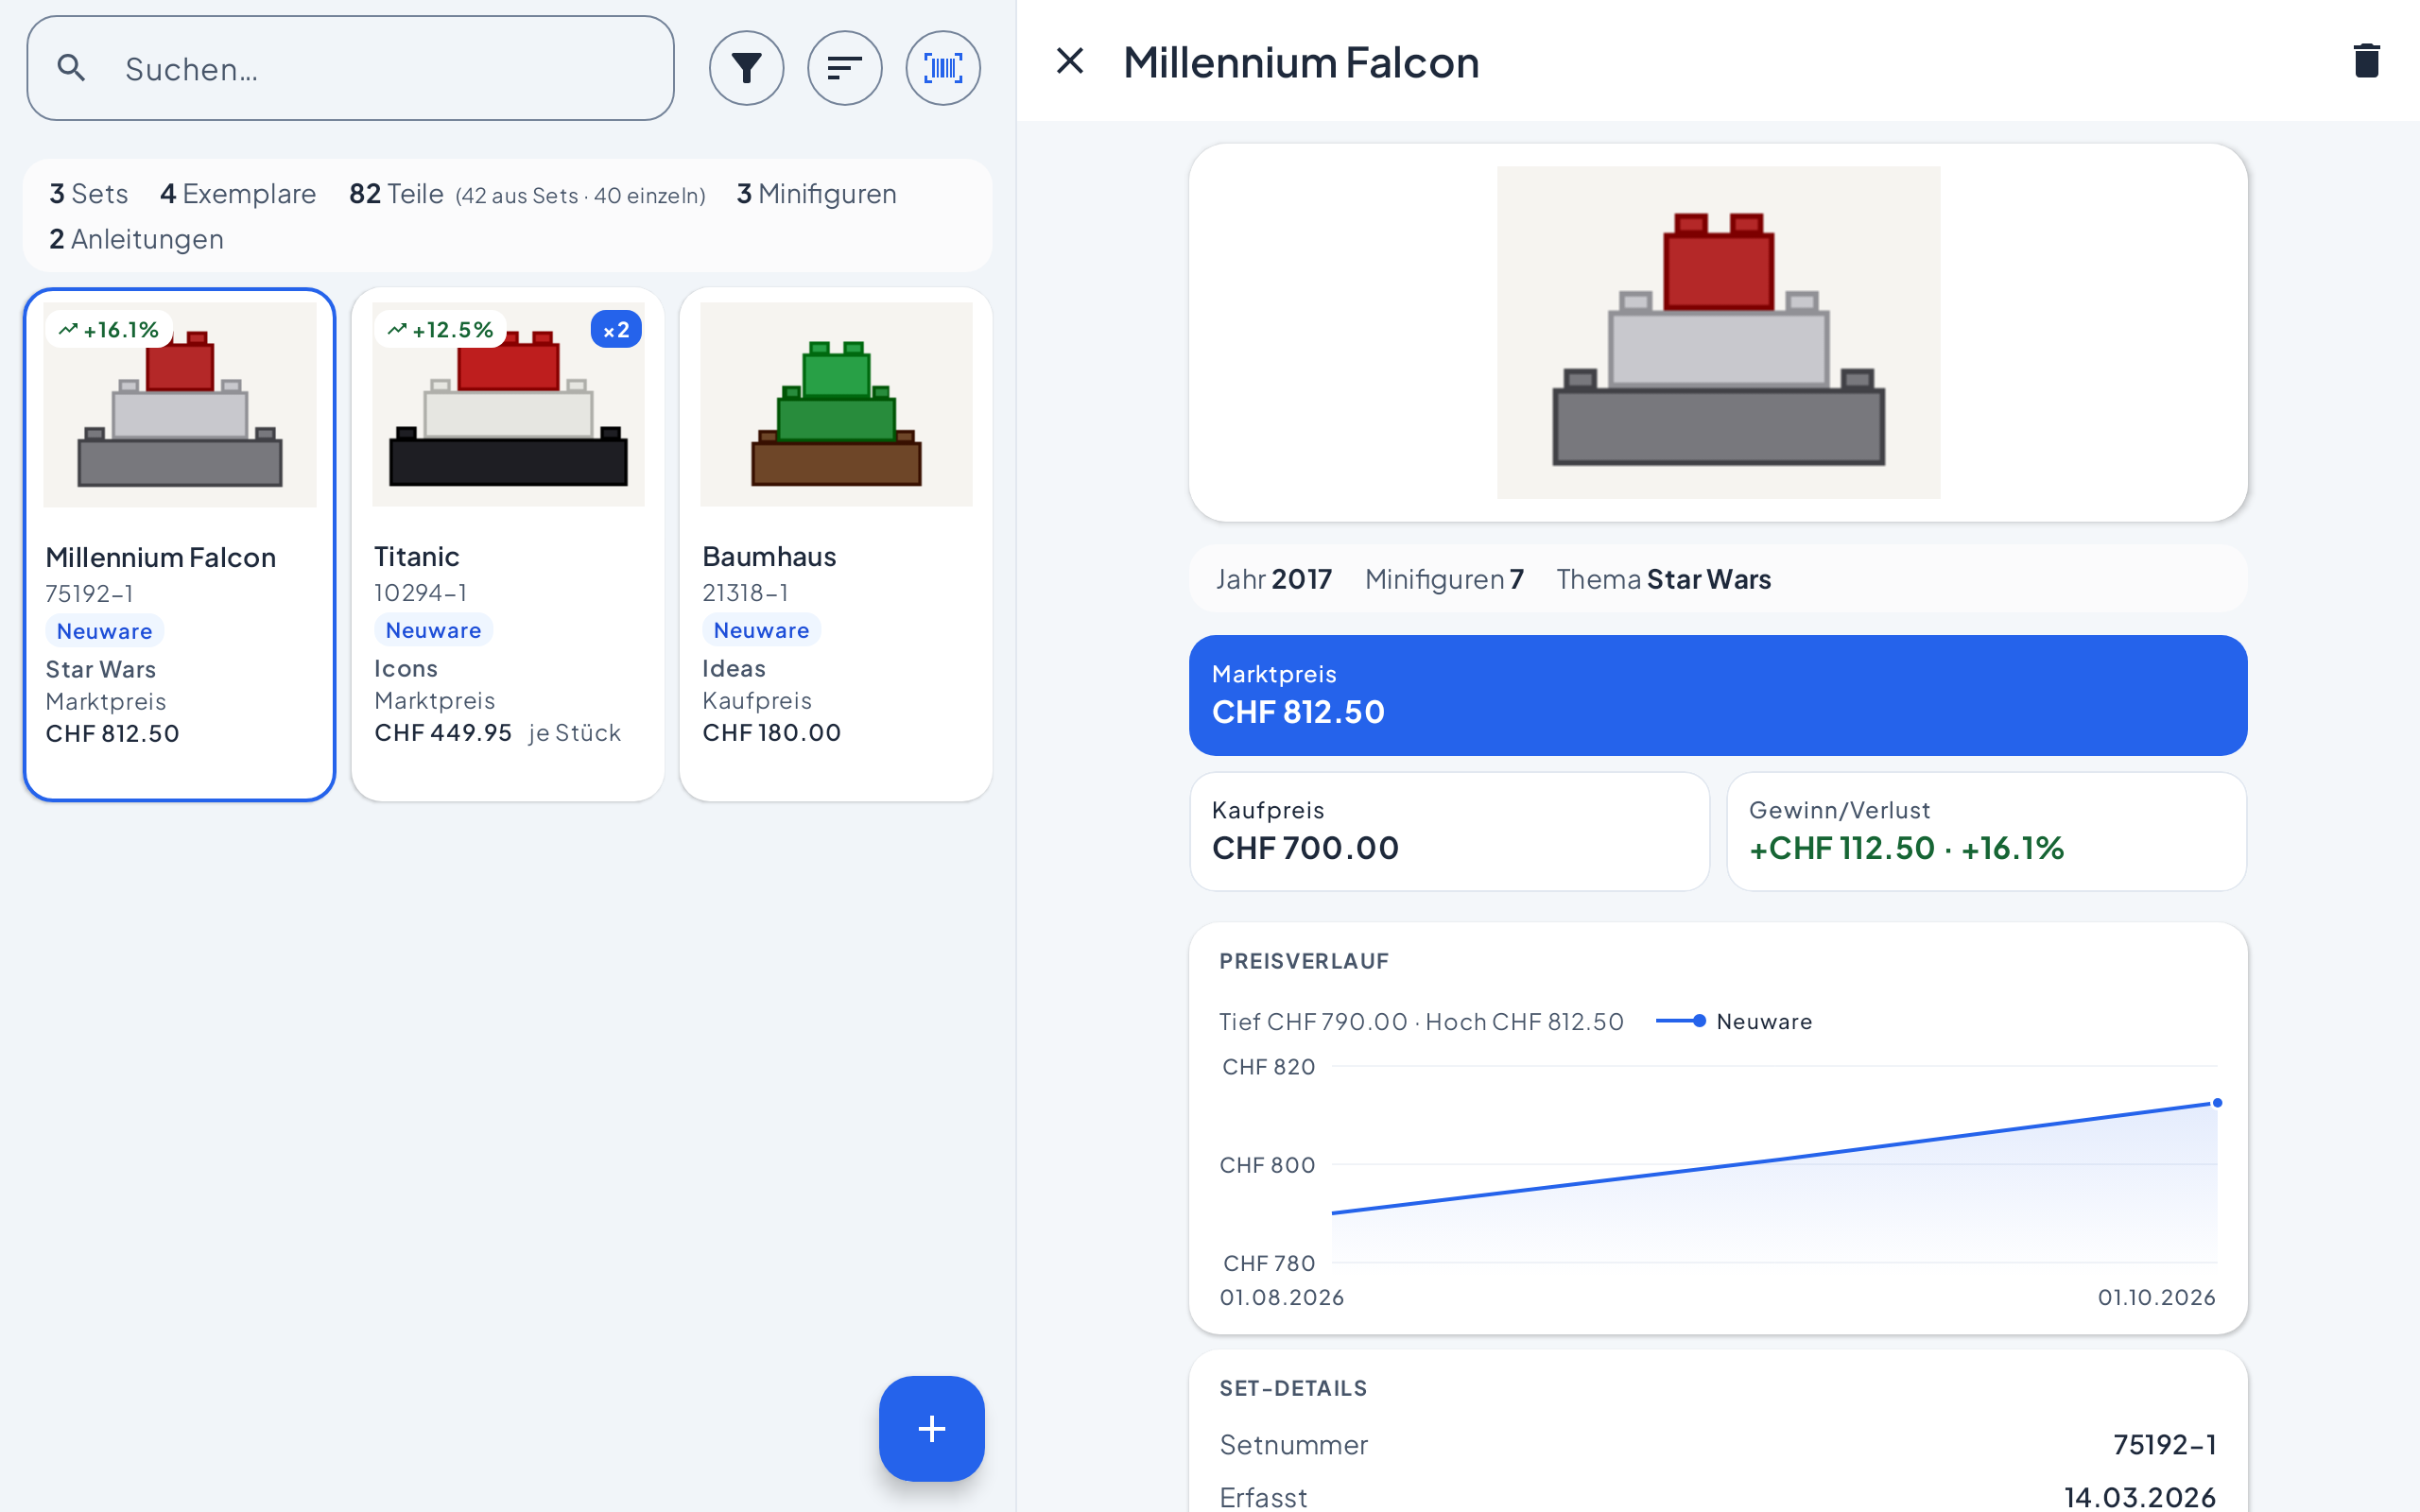 Suchen...
3 Sets 4 Exemplare 82 Teile (42 aus Sets · 40 einzeln) 3 Minifiguren
2 Anleitungen
+16.1%
Millennium Falcon
75192-1
Neuware
Star Wars
Marktpreis
CHF 812.50
+12.5% ×2
Titanic
10294-1
Neuware
Icons
Marktpreis
CHF 449.95 je Stück
Baumhaus
21318-1
Neuware
Ideas
Kaufpreis
CHF 180.00
Millennium Falcon
Jahr 2017 Minifiguren 7 Thema Star Wars
Marktpreis
CHF 812.50
Kaufpreis
CHF 700.00
Gewinn/Verlust
+CHF 112.50 · +16.1%
PREISVERLAUF
Tief CHF 790.00 · Hoch CHF 812.50 Neuware
CHF 820
CHF 800
CHF 780
01.08.2026 01.10.2026
SET-DETAILS
Setnummer 75192-1
Erfasst 14.03.2026